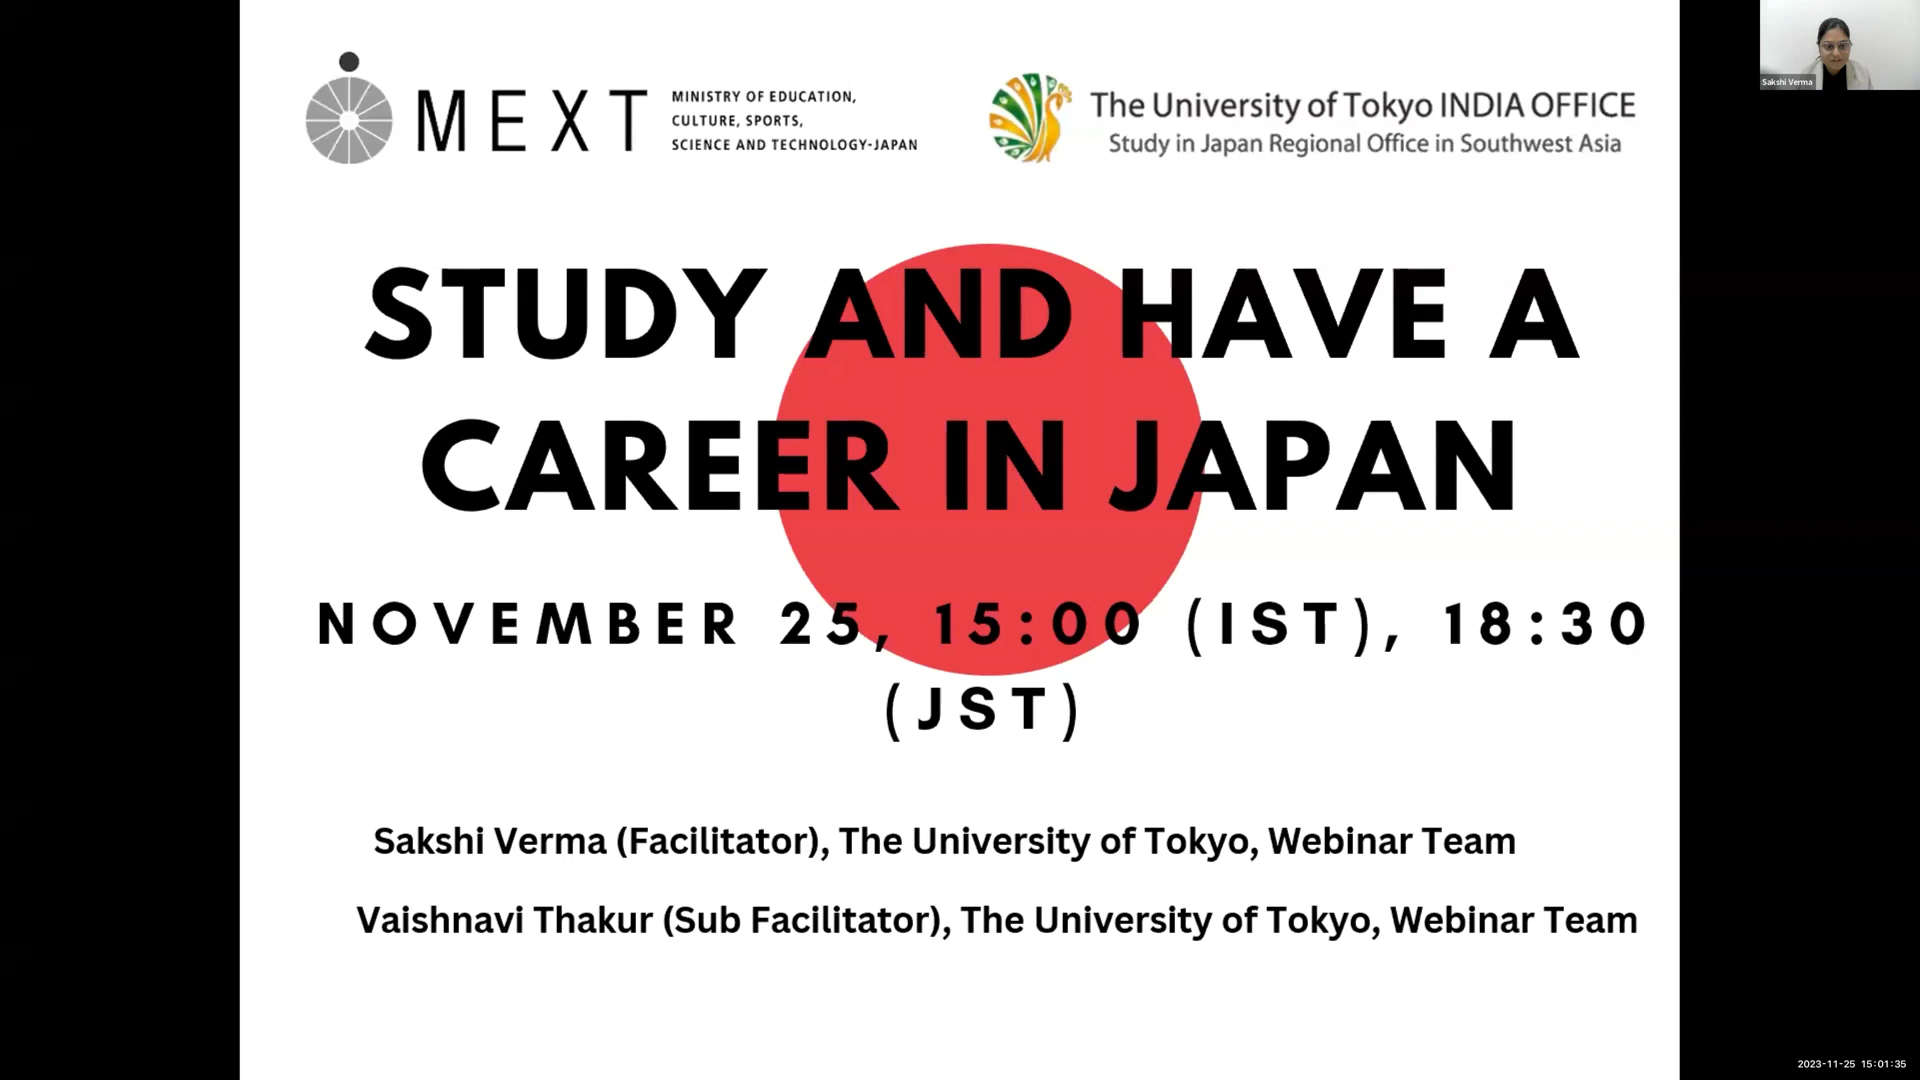 MEXT
MINISTRY OF EDUCATION,
CULTURE, SPORTS,
SCIENCE AND TECHNOLOGY-JAPAN
The University of Tokyo INDIA OFFICE
Study in Japan Regional Office in Southwest Asia
Sakshi Verma
STUDY AND HAVE A
CAREER IN JAPAN
NOVEMBER 25, 15:00 (IST), 18:30
(JST)
Sakshi Verma (Facilitator), The University of Tokyo, Webinar Team
Vaishnavi Thakur (Sub Facilitator), The University of Tokyo, Webinar Team
2023-11-25 15:01:35